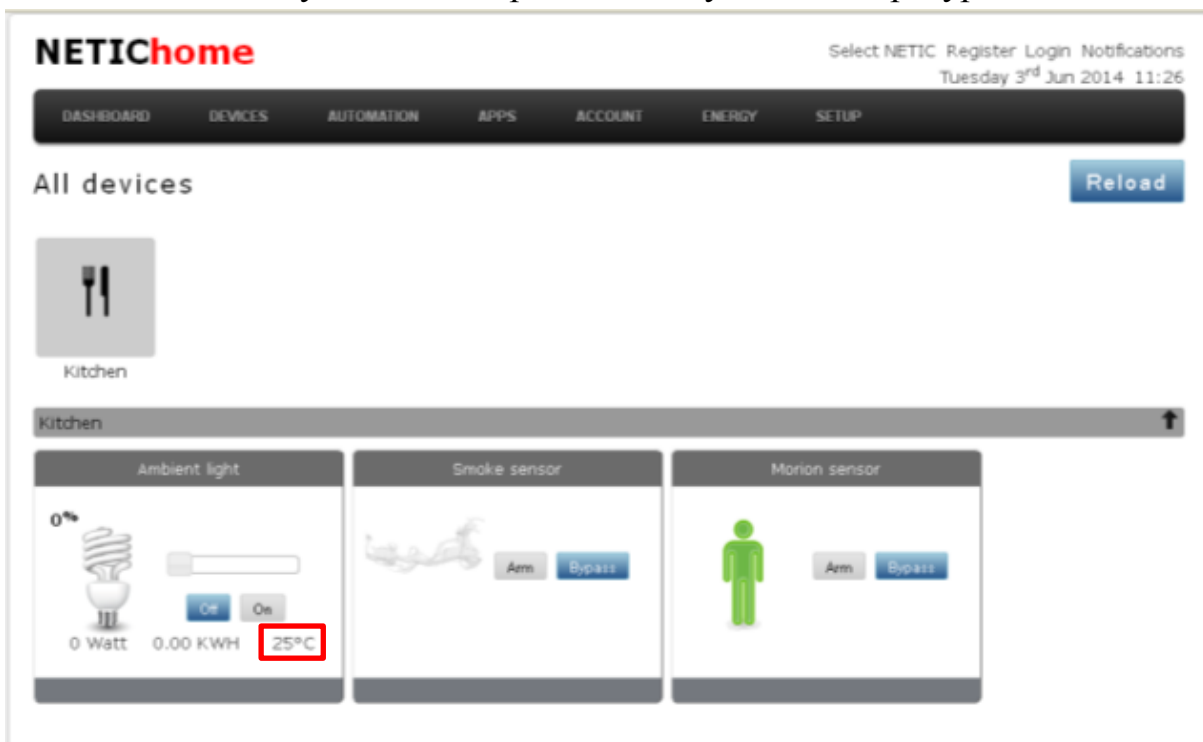 NETIChome
Select NETIC Register Login Notifications
Tuesday 3rd Jun 2014 11:26
DASHBOARD DEVICES AUTOMATION APPS ACCOUNT ENERGY SETUP
All devices
Reload
Kitchen
Kitchen
Ambient light Smoke sensor Morion sensor
0%
Arm Bypass Arm Bypass
Off On
0 Watt 0.00 KWH 25°C